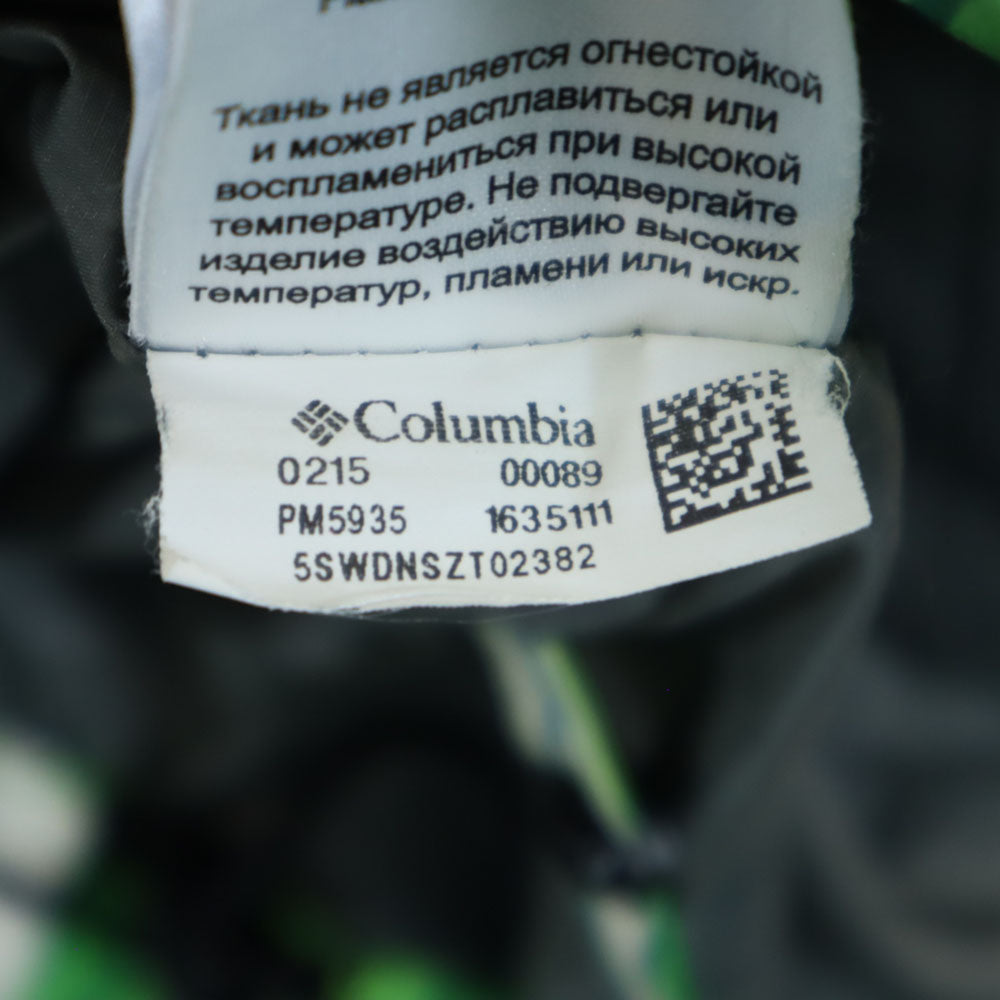 Ткань не является огнестойкой
и может расплавиться или
воспламениться при высокой
температуре. Не подвергайте
изделие воздействию высоких
температур, пламени или искр.
Columbia
0215 00089
PM5935 1635111
5SWDNSZT02382